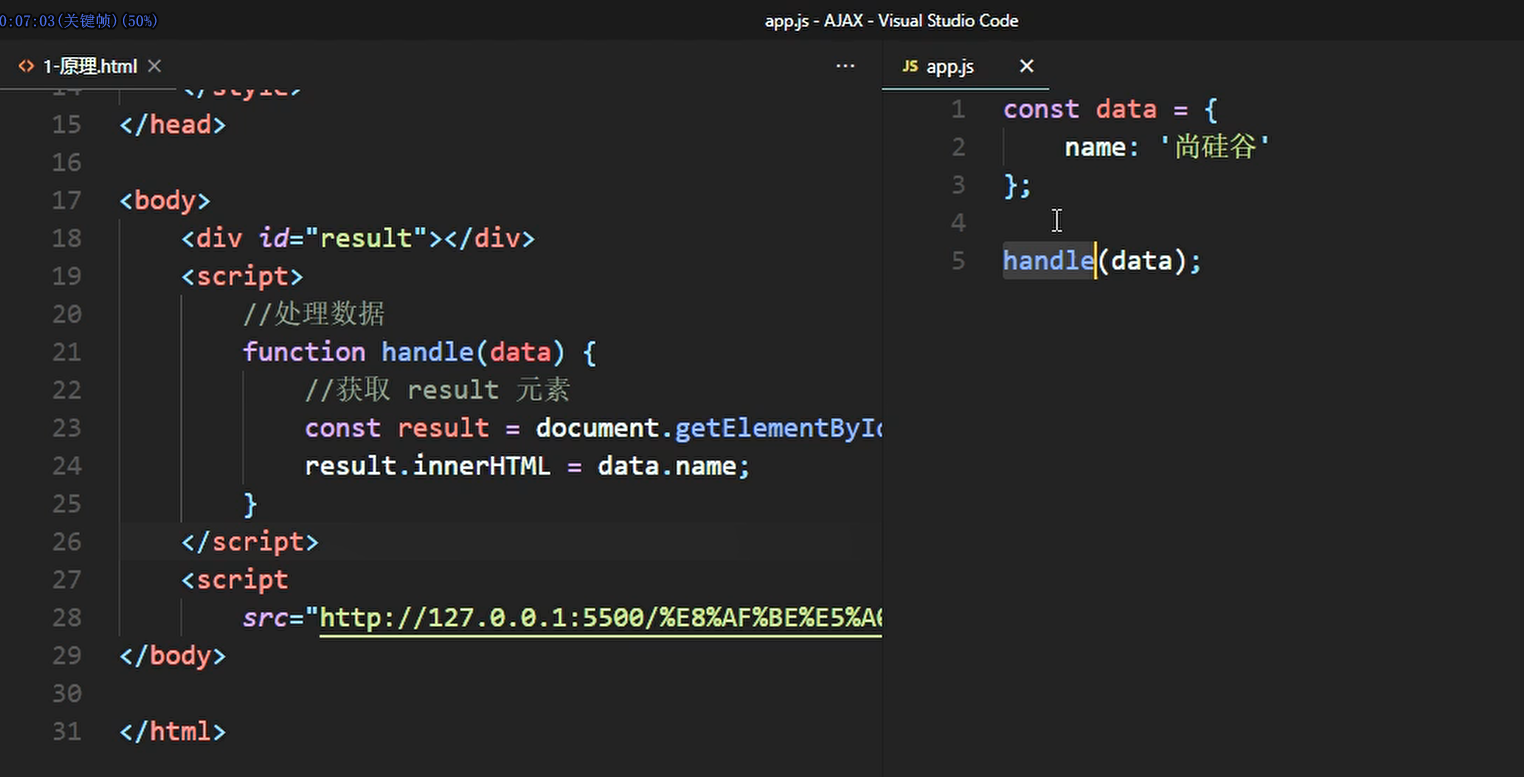 0:07:03(关键帧)(50%)
app.js - AJAX - Visual Studio Code
<> 1-原理.html ×
···
JS app.js ×
14 </style>
15 </head>
16
17 <body>
18 <div id="result"></div>
19 <script>
20 //处理数据
21 function handle(data) {
22 //获取 result 元素
23 const result = document.getElementById
24 result.innerHTML = data.name;
25 }
26 </script>
27 <script
28 src="http://127.0.0.1:5500/%E8%AF%BE%E5%A
29 </body>
30
31 </html>
1 const data = {
2 name: '尚硅谷'
3 };
4
5 handle(data);